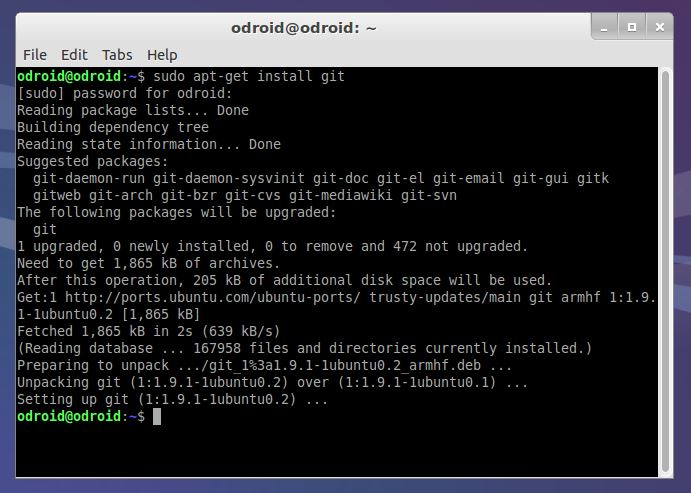 odroid@odroid: ~
File Edit Tabs Help
odroid@odroid:~$ sudo apt-get install git
[sudo] password for odroid:
Reading package lists... Done
Building dependency tree
Reading state information... Done
Suggested packages:
  git-daemon-run git-daemon-sysvinit git-doc git-el git-email git-gui gitk
  gitweb git-arch git-bzr git-cvs git-mediawiki git-svn
The following packages will be upgraded:
  git
1 upgraded, 0 newly installed, 0 to remove and 472 not upgraded.
Need to get 1,865 kB of archives.
After this operation, 205 kB of additional disk space will be used.
Get:1 http://ports.ubuntu.com/ubuntu-ports/ trusty-updates/main git armhf 1:1.9.
1-1ubuntu0.2 [1,865 kB]
Fetched 1,865 kB in 2s (639 kB/s)
(Reading database ... 167958 files and directories currently installed.)
Preparing to unpack .../git_1%3a1.9.1-1ubuntu0.2_armhf.deb ...
Unpacking git (1:1.9.1-1ubuntu0.2) over (1:1.9.1-1ubuntu0.1) ...
Setting up git (1:1.9.1-1ubuntu0.2) ...
odroid@odroid:~$